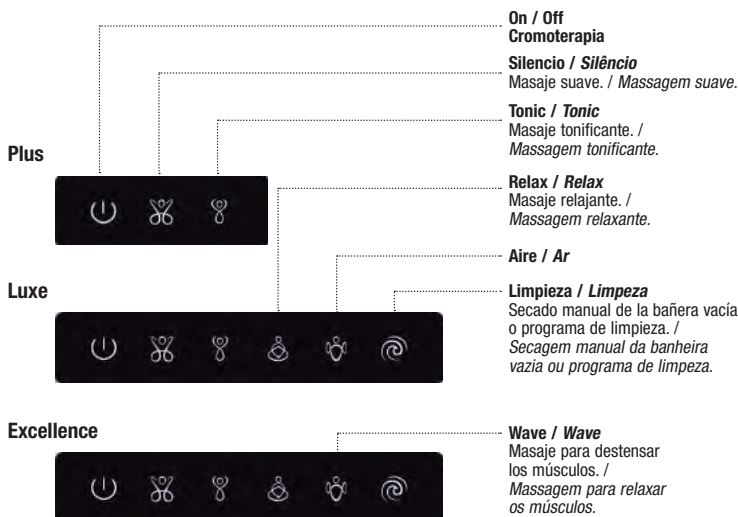 On / Off
Cromoterapia
Silencio / Silêncio
Masaje suave. / Massagem suave.
Tonic / Tonic
Masaje tonificante. /
Massagem tonificante.
Plus
Relax / Relax
Masaje relajante. /
Massagem relaxante.
Aire / Ar
Luxe
Limpieza / Limpeza
Secado manual de la bañera vacía
o programa de limpieza. /
Secagem manual da banheira
vazia ou programa de limpeza.
Excellence
Wave / Wave
Masaje para destensar
los músculos. /
Massagem para relaxar
os músculos.